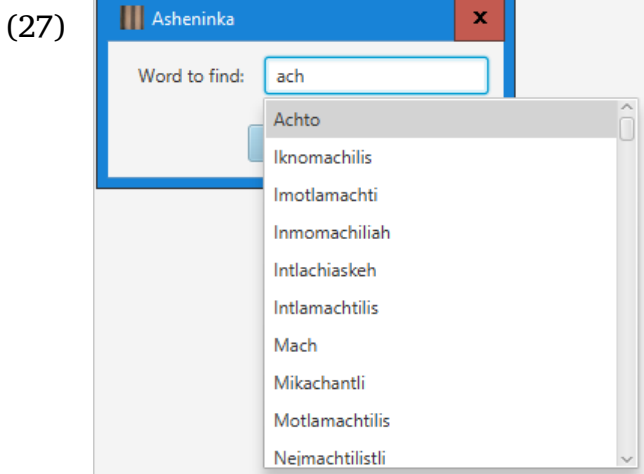 (27)
Asheninka
x
Word to find: ach
Achto
Iknomachilis
Imotlamachti
Inmomachiliah
Intlachiaskeh
Intlamachtilis
Mach
Mikachantli
Motlamachtilis
Nejmachtilistli